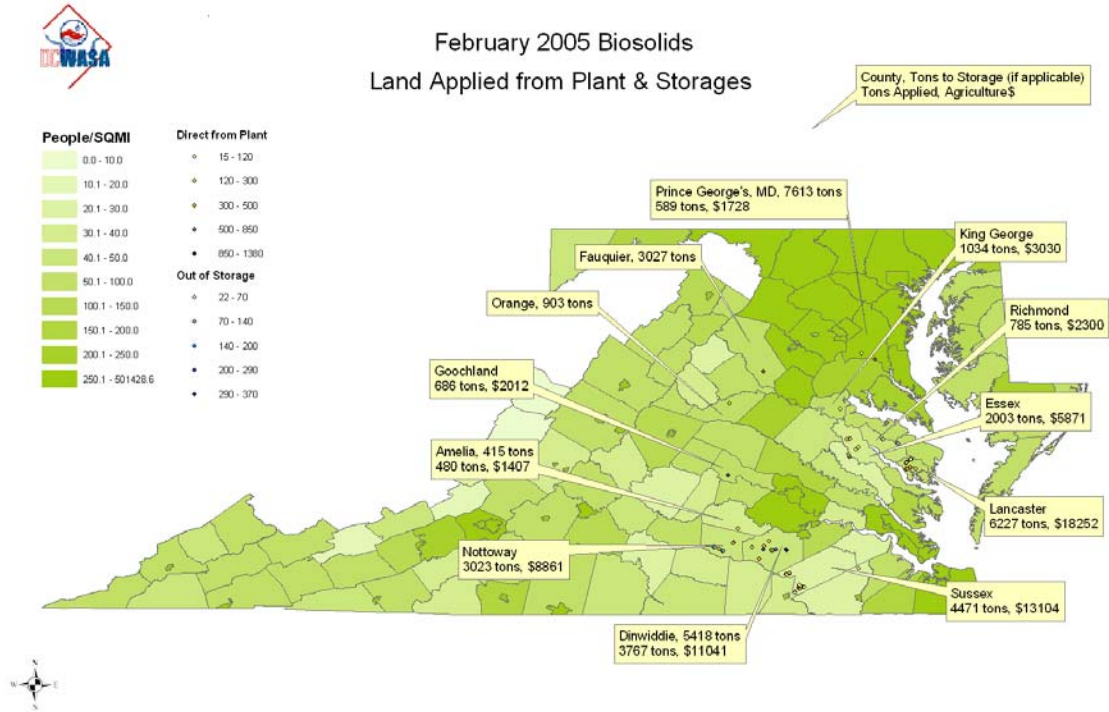 DCWASA
February 2005 Biosolids
Land Applied from Plant & Storages
County, Tons to Storage (if applicable)
Tons Applied, Agriculture$
People/SQMI
0.0 - 10.0
10.1 - 20.0
20.1 - 30.0
30.1 - 40.0
40.1 - 50.0
50.1 - 100.0
100.1 - 150.0
150.1 - 200.0
200.1 - 250.0
250.1 - 501428.6
Direct from Plant
15 - 120
120 - 300
300 - 500
500 - 850
850 - 1380
Out of Storage
22 - 70
70 - 140
140 - 200
200 - 290
290 - 370
Prince George's, MD, 7613 tons
589 tons, $1728
King George
1034 tons, $3030
Fauquier, 3027 tons
Orange, 903 tons
Richmond
785 tons, $2300
Goochland
686 tons, $2012
Essex
2003 tons, $5871
Amelia, 415 tons
480 tons, $1407
Lancaster
6227 tons, $18252
Nottoway
3023 tons, $8861
Sussex
4471 tons, $13104
Dinwiddie, 5418 tons
3767 tons, $11041
N
W E
S